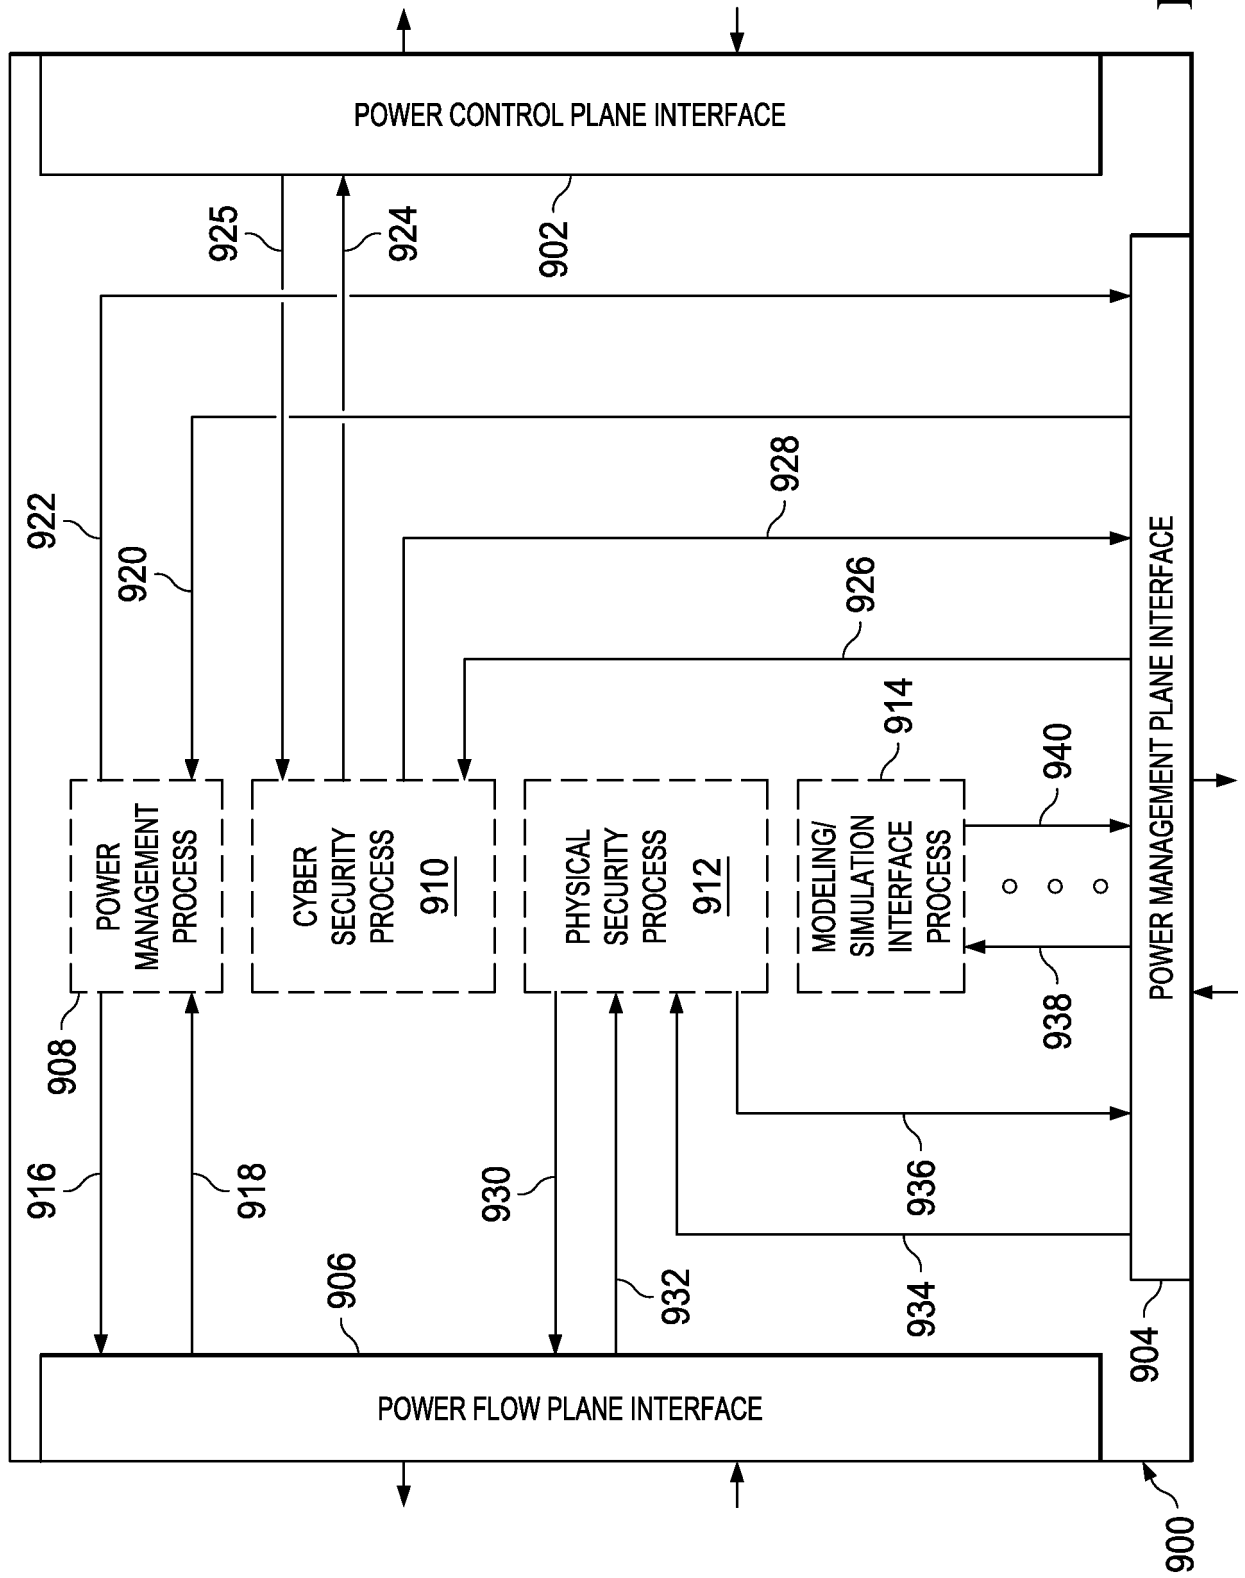 916
922
908
POWER
MANAGEMENT
PROCESS
920
918
925
924
906
CYBER
SECURITY
PROCESS
910
930
902
POWER FLOW PLANE INTERFACE
POWER CONTROL PLANE INTERFACE
PHYSICAL
SECURITY
PROCESS
912
932
928
926
MODELING/
SIMULATION
INTERFACE
PROCESS
914
934
936
938
940
904
POWER MANAGEMENT PLANE INTERFACE
900